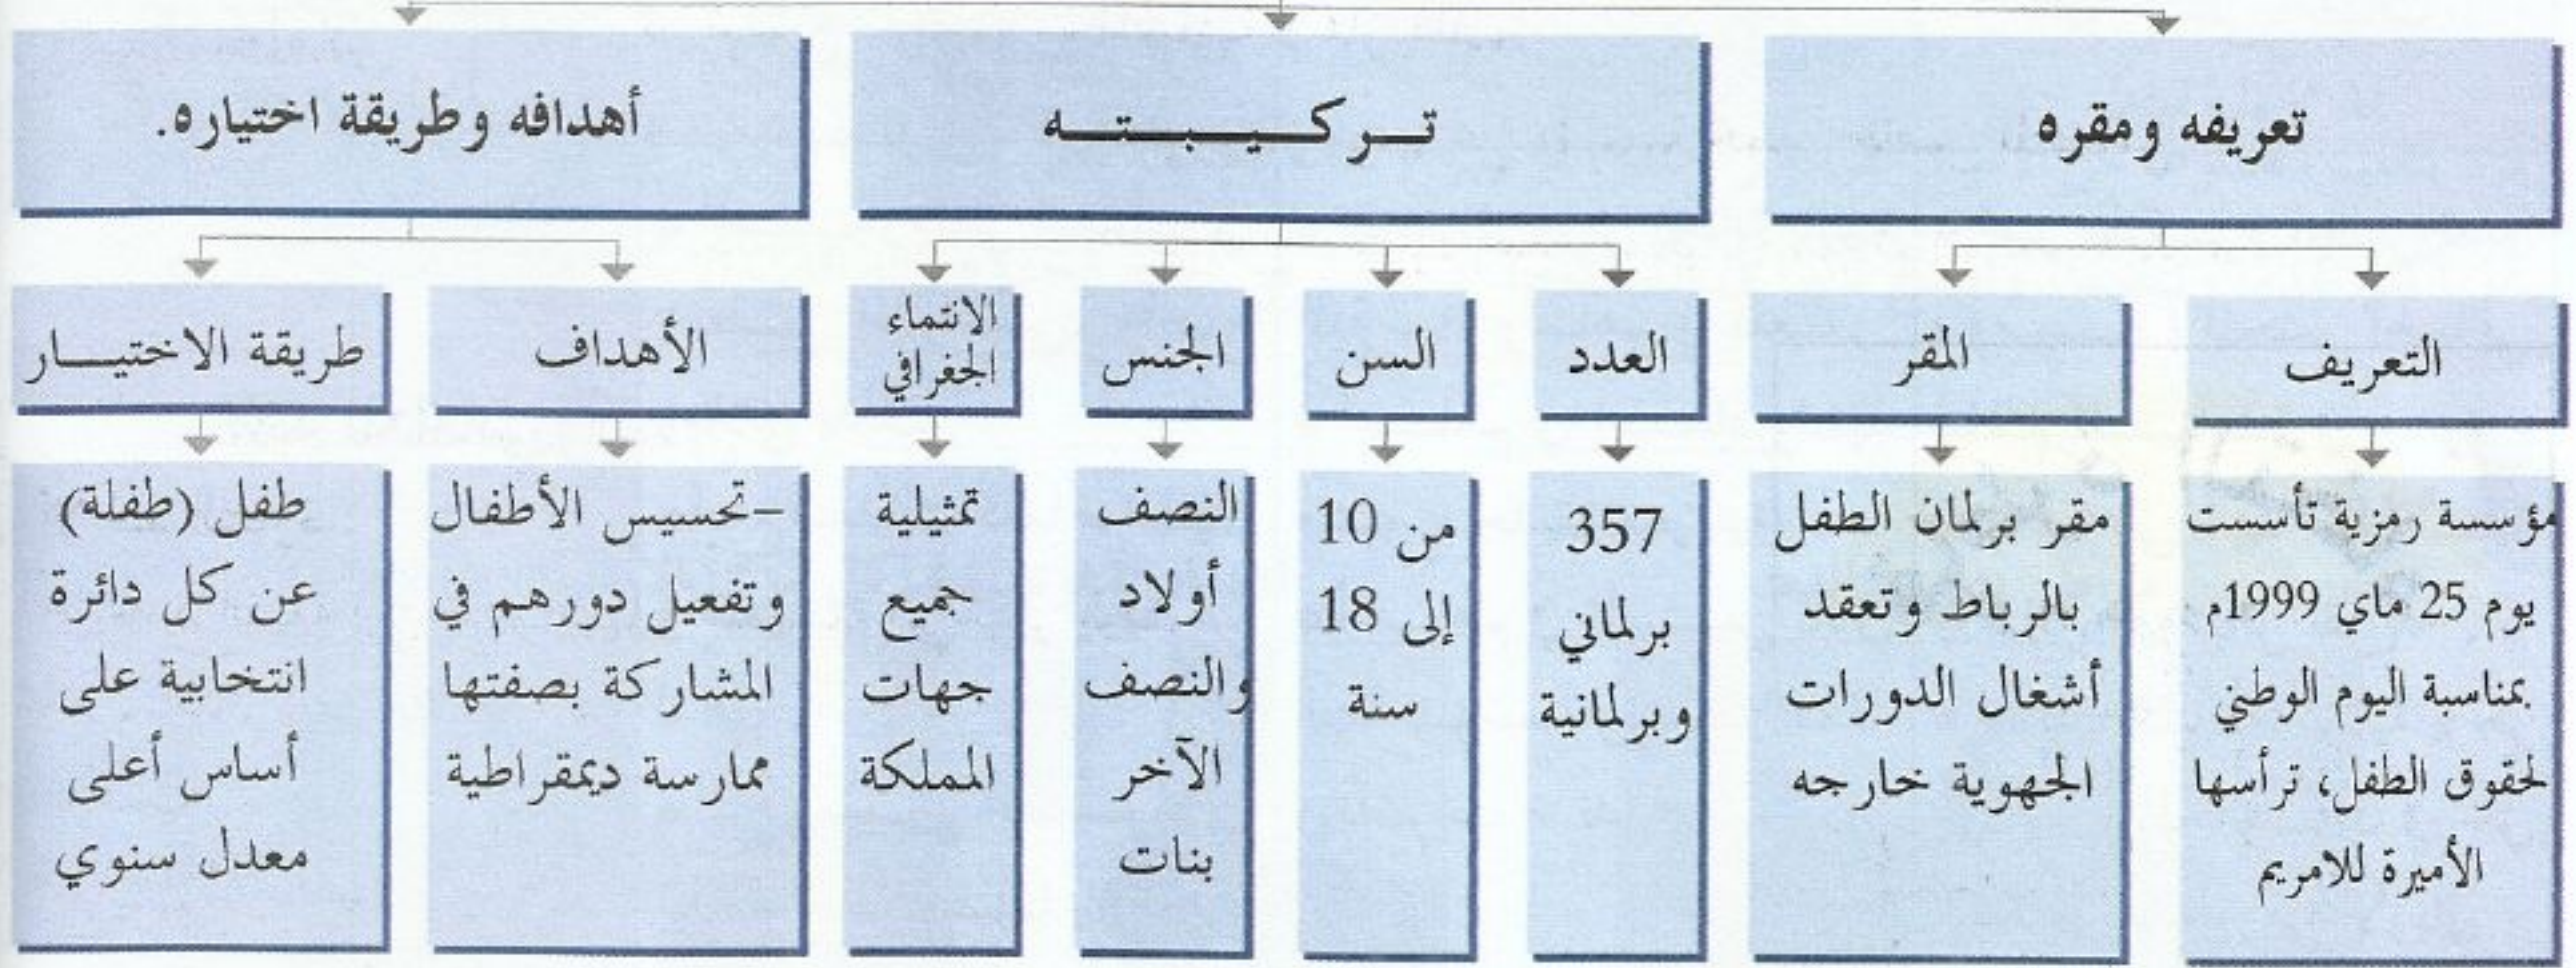 تعريفه ومقره
تركيبته
أهدافه وطريقة اختياره.
التعريف
المقر
العدد
السن
الجنس
الانتماء
الجغرافي
الأهداف
طريقة الاختيار
مؤسسة رمزية تأسست
يوم 25 ماي 1999م
بمناسبة اليوم الوطني
لحقوق الطفل، ترأسها
الأميرة للامريم
مقر برلمان الطفل
بالرباط وتعقد
أشغال الدورات
الجهوية خارجه
357
برلماني
وبرلمانية
من 10
إلى 18
سنة
النصف
أولاد
والنصف
الآخر
بنات
تمثيلية
جميع
جهات
المملكة
-تحسيس الأطفال
وتفعيل دورهم في
المشاركة بصفتها
ممارسة ديمقراطية
طفل (طفلة)
عن كل دائرة
انتخابية على
أساس أعلى
معدل سنوي